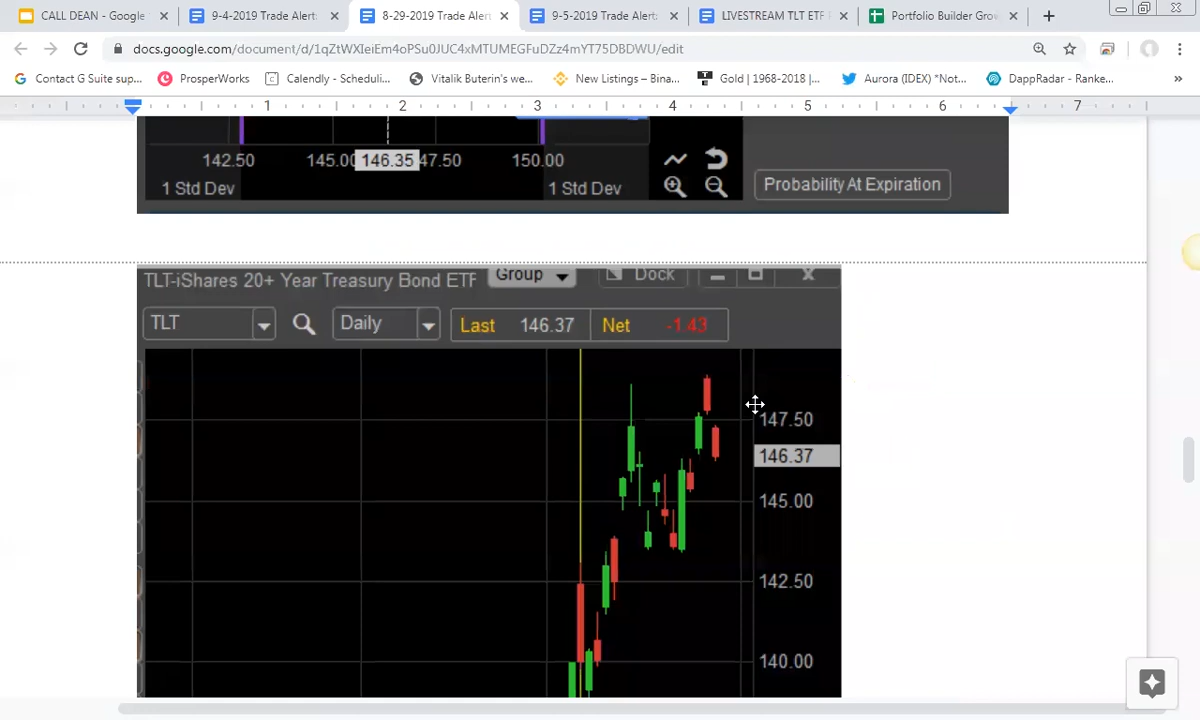 CALL DEAN - Google
9-4-2019 Trade Alert:
8-29-2019 Trade Alert
9-5-2019 Trade Alert:
LIVESTREAM TLT ETF
Portfolio Builder Grow
docs.google.com/document/d/1qZtWXIeiEm4oPSu0JUC4xMTUMEGFuDZz4mYT75DBDWU/edit
Contact G Suite sup...
ProsperWorks
Calendly - Scheduli...
Vitalik Buterin's we...
New Listings – Bina...
Gold | 1968-2018 |...
Aurora (IDEX) *Not...
DappRadar - Ranke...
»
1 2 3 4 5 6 7
142.50 145.00 146.35 47.50 150.00
1 Std Dev 1 Std Dev
Probability At Expiration
TLT-iShares 20+ Year Treasury Bond ETF Group Dock
TLT Daily Last 146.37 Net -1.43
147.50
146.37
145.00
142.50
140.00